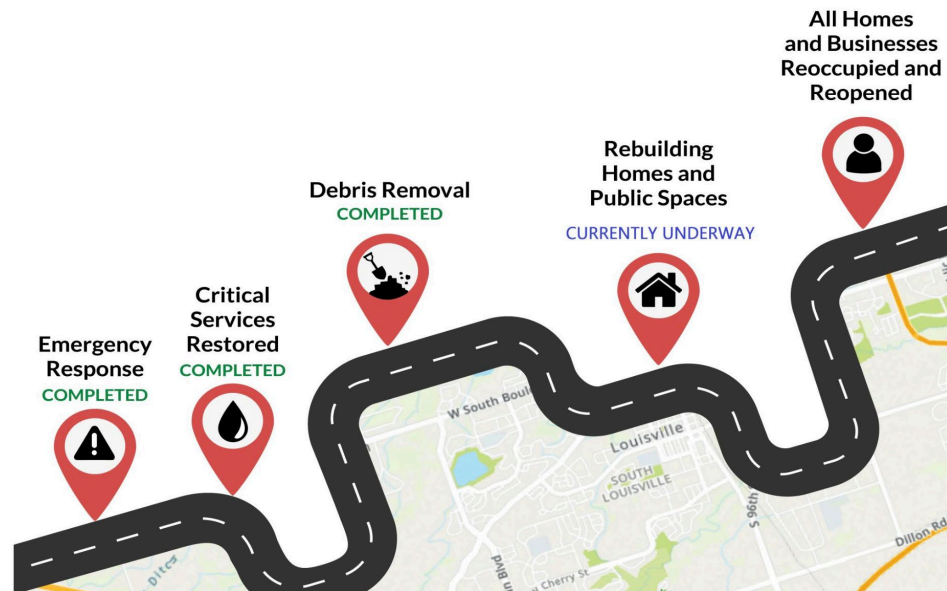 All Homes
and Businesses
Reoccupied and
Reopened
Rebuilding
Homes and
Public Spaces
CURRENTLY UNDERWAY
Debris Removal
COMPLETED
Critical
Services
Restored
COMPLETED
Emergency
Response
COMPLETED
W South Boul
Louisville
SOUTH
LOUISVILLE
S 96th S
Dillon Rd
Cherry St
Blvd